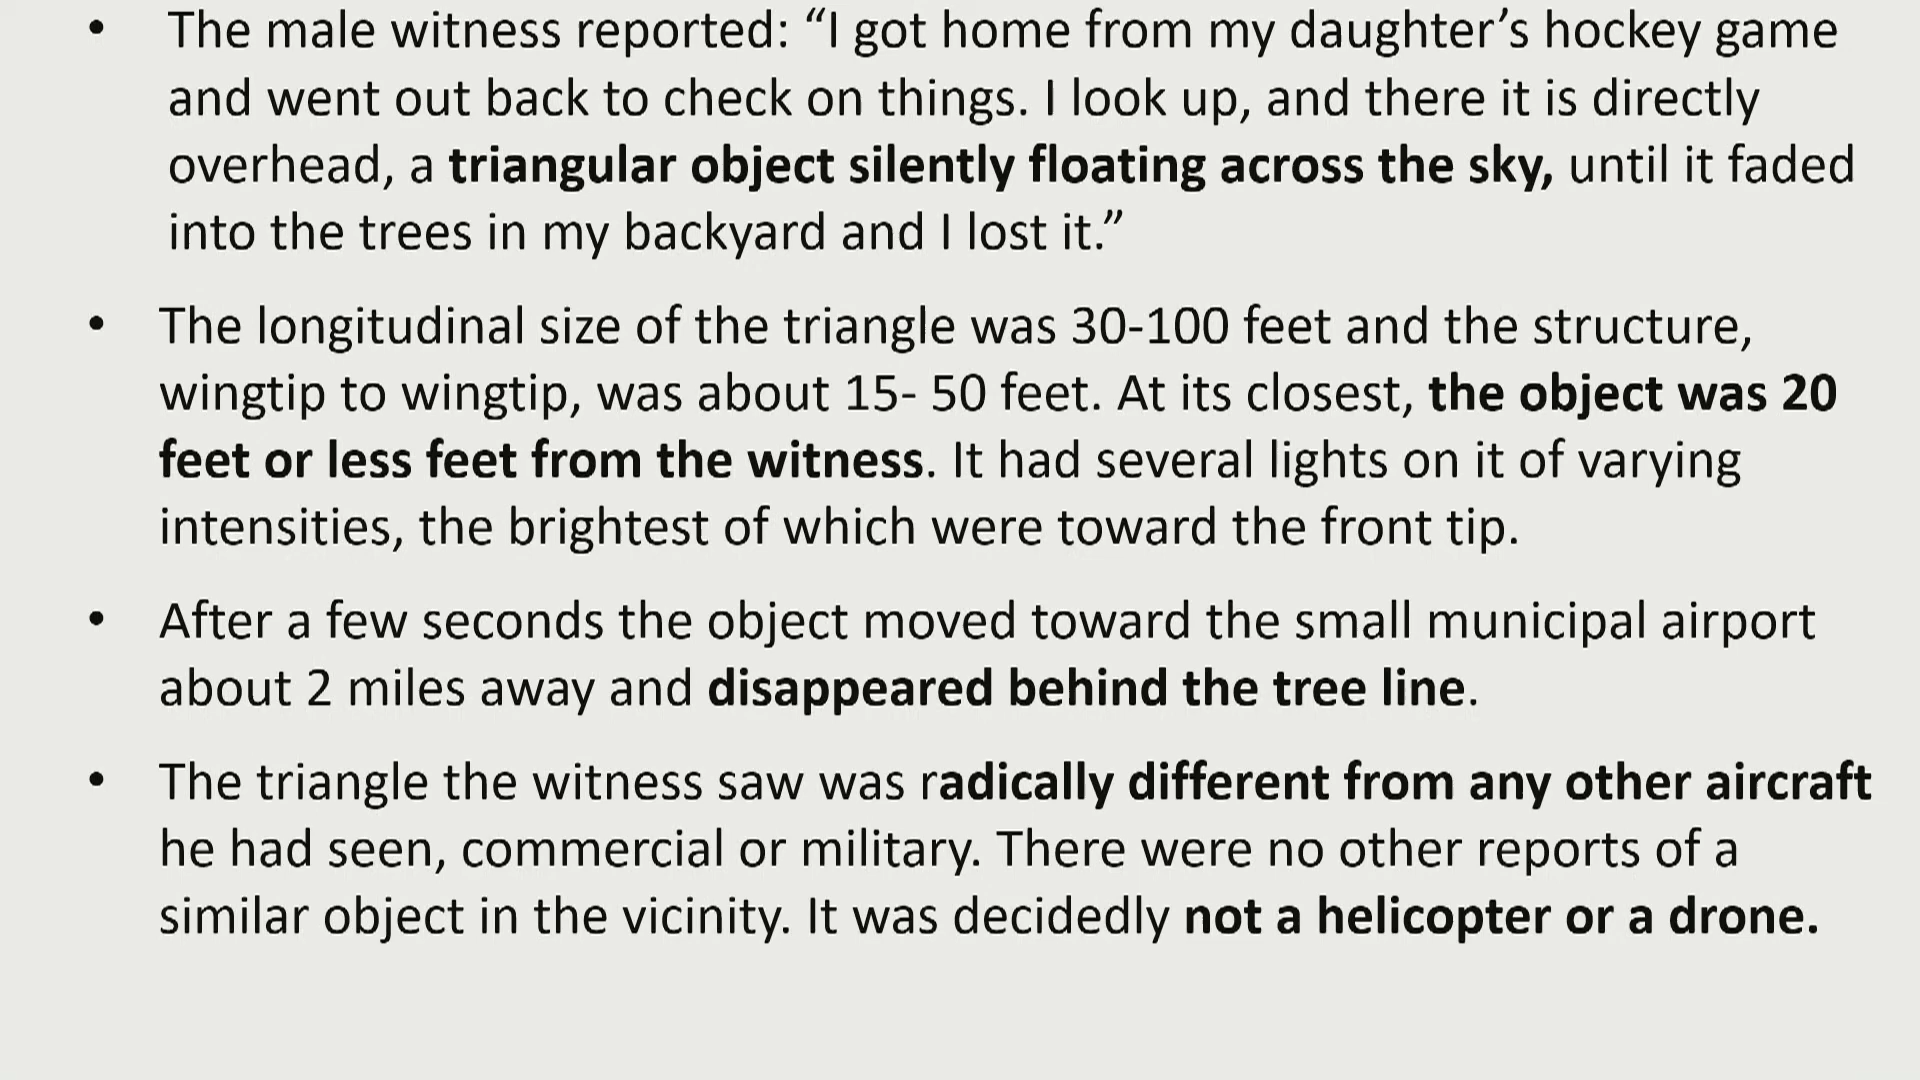 • The male witness reported: “I got home from my daughter’s hockey game
and went out back to check on things. I look up, and there it is directly
overhead, a triangular object silently floating across the sky, until it faded
into the trees in my backyard and I lost it.”
• The longitudinal size of the triangle was 30-100 feet and the structure,
wingtip to wingtip, was about 15- 50 feet. At its closest, the object was 20
feet or less feet from the witness. It had several lights on it of varying
intensities, the brightest of which were toward the front tip.
• After a few seconds the object moved toward the small municipal airport
about 2 miles away and disappeared behind the tree line.
• The triangle the witness saw was radically different from any other aircraft
he had seen, commercial or military. There were no other reports of a
similar object in the vicinity. It was decidedly not a helicopter or a drone.